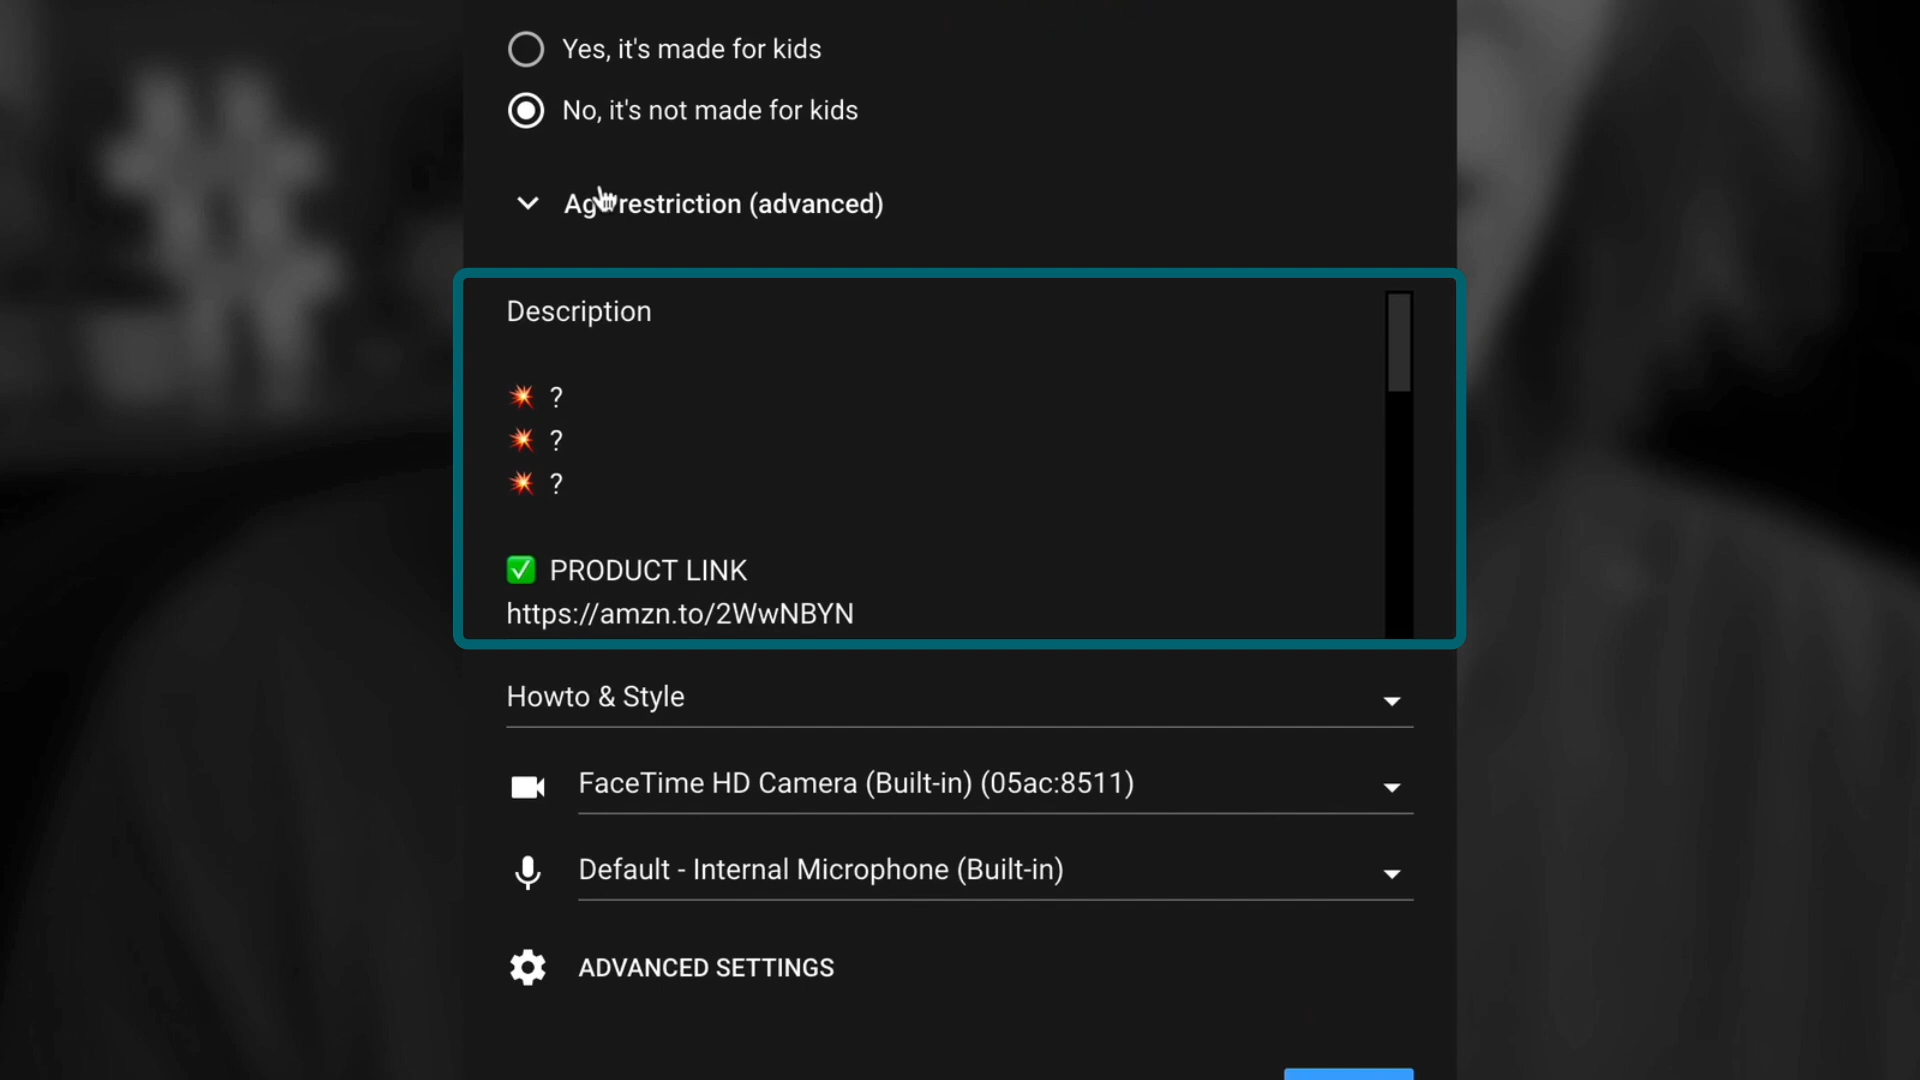 Yes, it's made for kids
No, it's not made for kids
Age restriction (advanced)
Description
💥 ?
💥 ?
💥 ?
✅ PRODUCT LINK
https://amzn.to/2WwNBYN
Howto & Style
FaceTime HD Camera (Built-in) (05ac:8511)
Default - Internal Microphone (Built-in)
ADVANCED SETTINGS